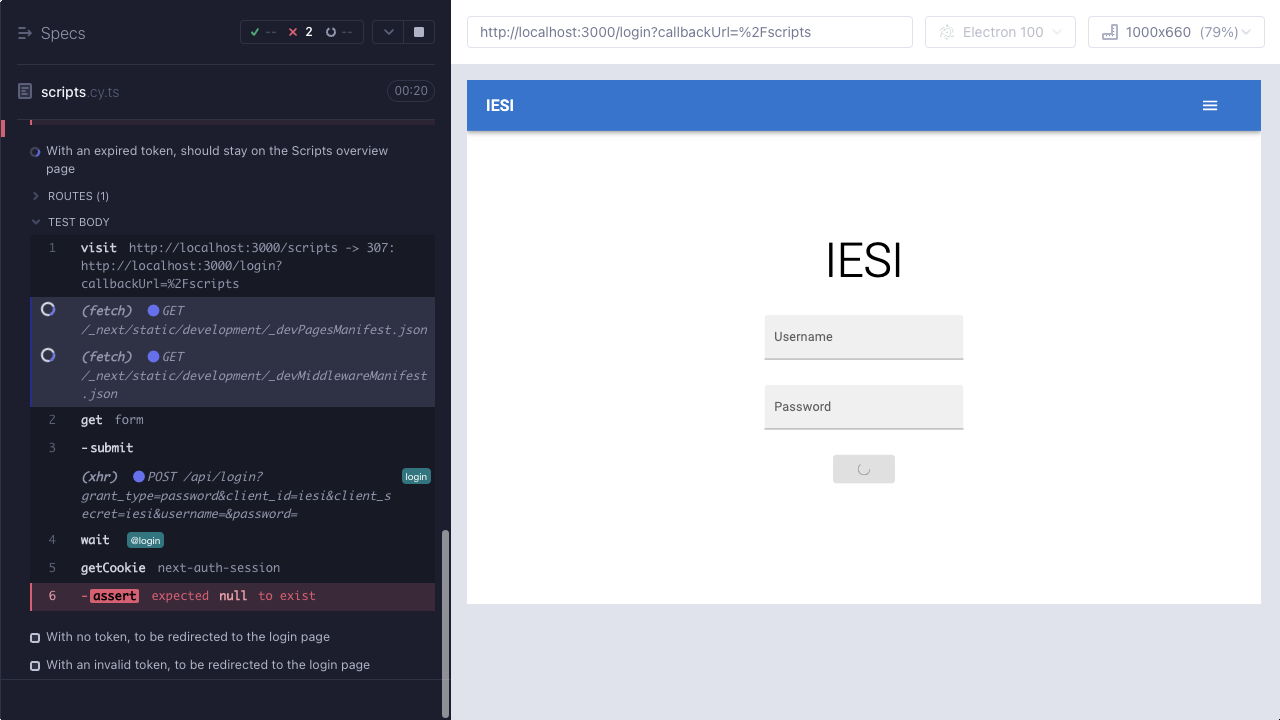 Specs
-- 2 --
scripts.cy.ts
00:20
With an expired token, should stay on the Scripts overview
page
ROUTES (1)
TEST BODY
1 visit http://localhost:3000/scripts -> 307:
http://localhost:3000/login?
callbackUrl=%2Fscripts
(fetch) GET
/_next/static/development/_devPagesManifest.json
(fetch) GET
/_next/static/development/_devMiddlewareManifest
.json
2 get form
3 -submit
(xhr) POST /api/login? login
grant_type=password&client_id=iesi&client_s
ecret=iesi&username=&password=
4 wait @login
5 getCookie next-auth-session
6 -assert expected null to exist
With no token, to be redirected to the login page
With an invalid token, to be redirected to the login page
http://localhost:3000/login?callbackUrl=%2Fscripts
Electron 100
1000x660 (79%)
IESI
IESI
Username
Password